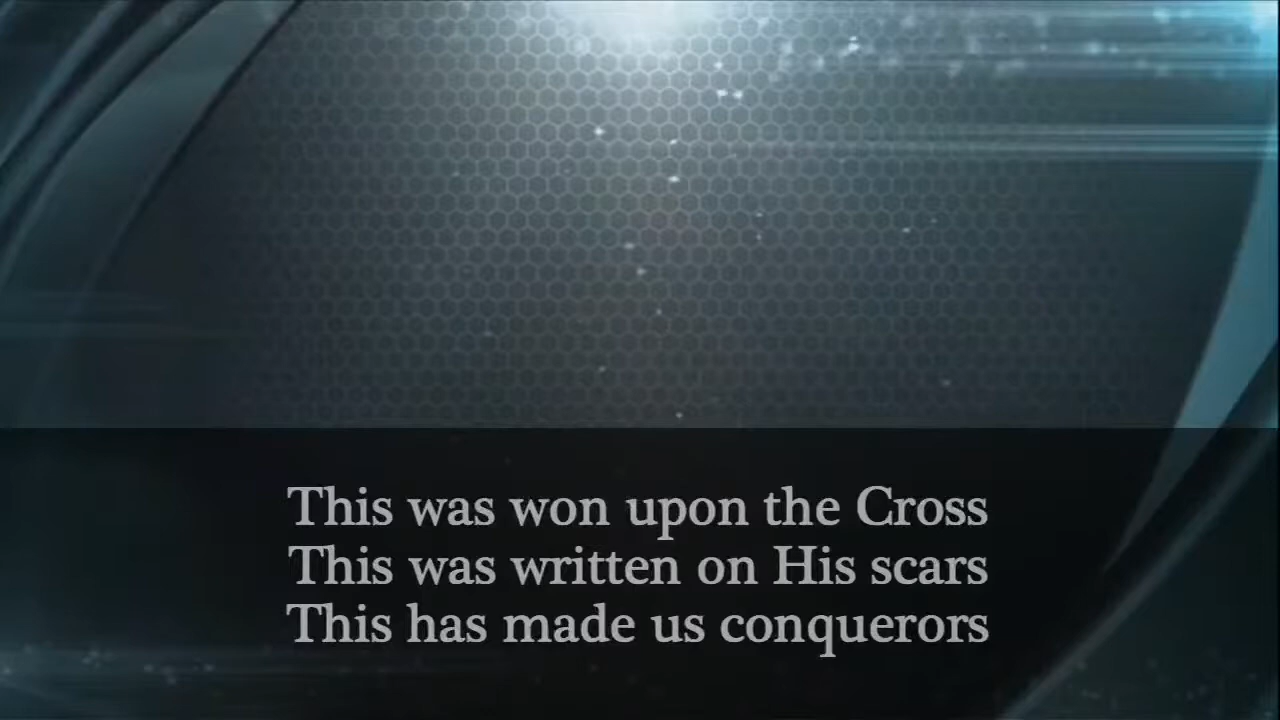 This was won upon the Cross
This was written on His scars
This has made us conquerors